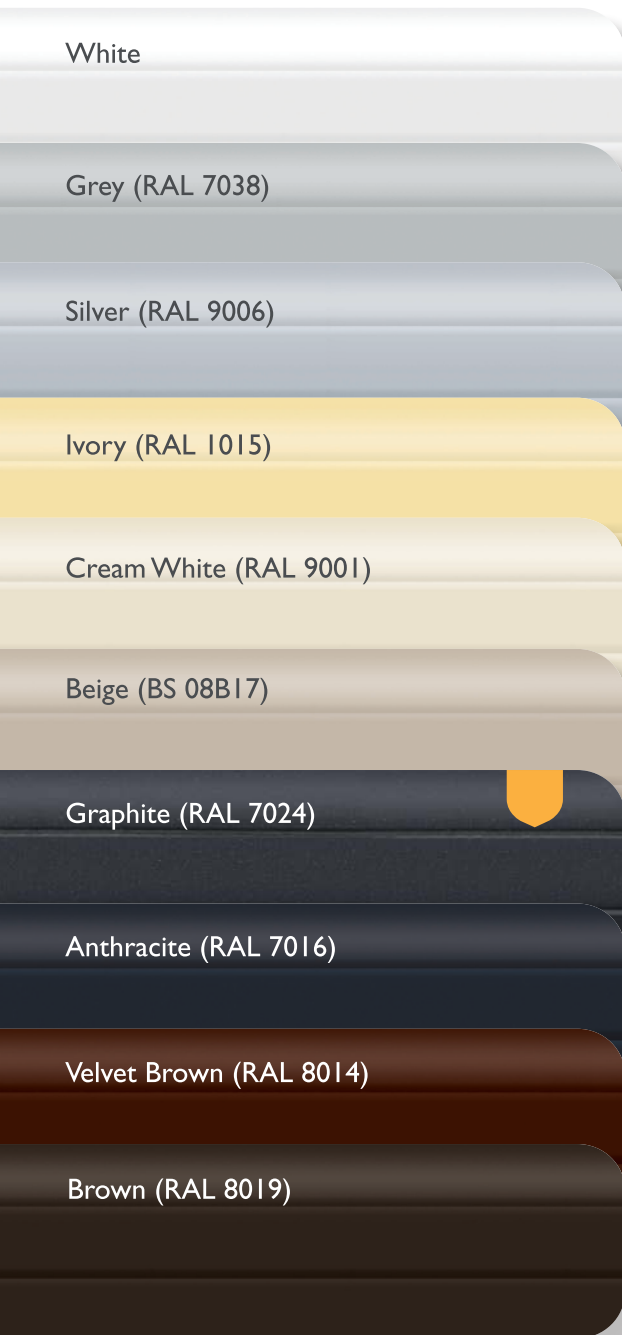 White
Grey (RAL 7038)
Silver (RAL 9006)
Ivory (RAL 1015)
Cream White (RAL 9001)
Beige (BS 08B17)
Graphite (RAL 7024)
Anthracite (RAL 7016)
Velvet Brown (RAL 8014)
Brown (RAL 8019)